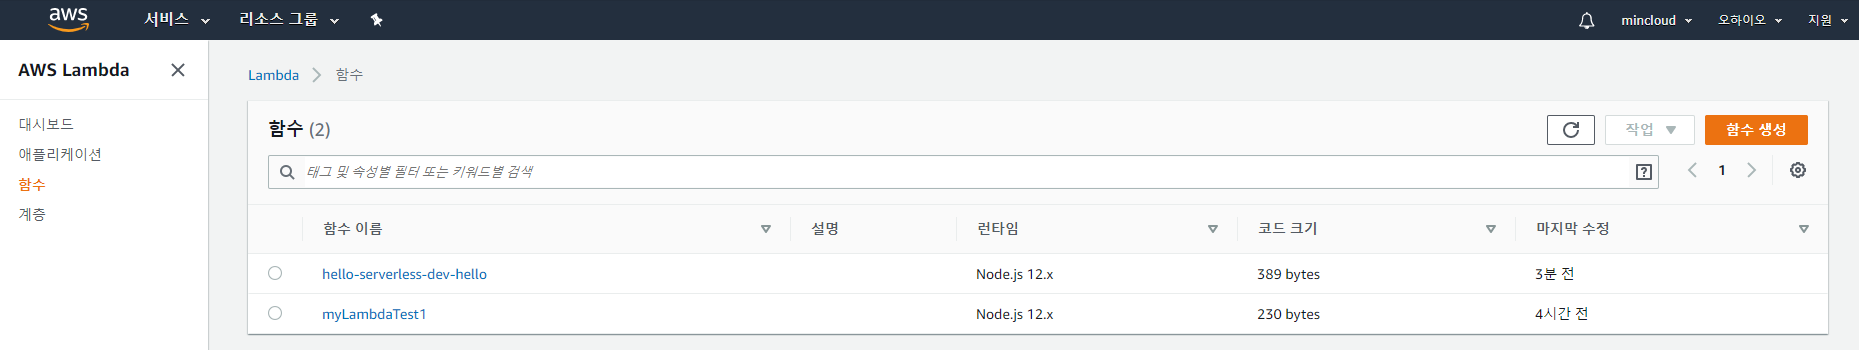 aws 서비스 리소스 그룹 mincloud 오하이오 지원
AWS Lambda
대시보드
애플리케이션
함수
계층
Lambda > 함수
함수 (2) 작업 함수 생성
태그 및 속성별 필터 또는 키워드별 검색 ? 1
함수 이름 설명 런타임 코드 크기 마지막 수정
hello-serverless-dev-hello Node.js 12.x 389 bytes 3분 전
myLambdaTest1 Node.js 12.x 230 bytes 4시간 전